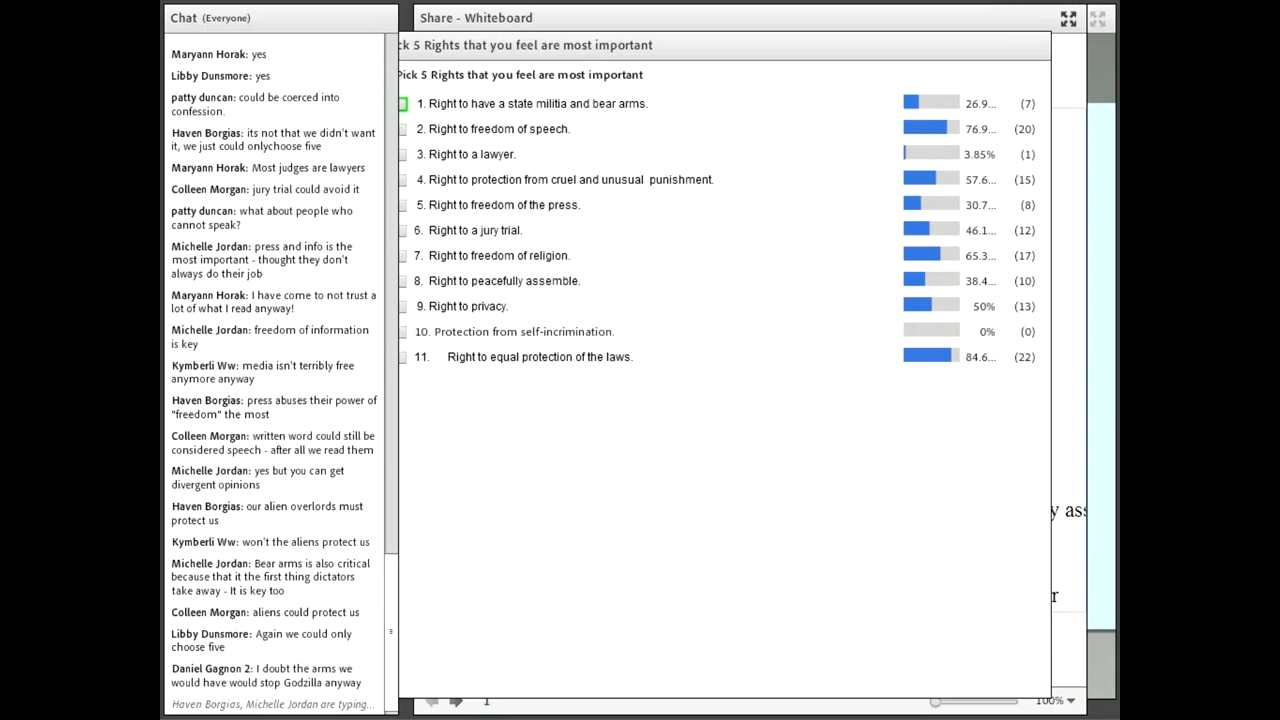 Chat (Everyone)
Maryann Horak: yes
Libby Dunsmore: yes
patty duncan: could be coerced into
confession.
Haven Borgias: its not that we didn't want
it, we just could onlychoose five
Maryann Horak: Most judges are lawyers
Colleen Morgan: jury trial could avoid it
patty duncan: what about people who
cannot speak?
Michelle Jordan: press and info is the
most important - thought they don't
always do their job
Maryann Horak: I have come to not trust a
lot of what I read anyway!
Michelle Jordan: freedom of information
is key
Kymberli Ww: media isn't terribly free
anymore anyway
Haven Borgias: press abuses their power of
"freedom" the most
Colleen Morgan: written word could still be
considered speech - after all we read them
Michelle Jordan: yes but you can get
divergent opinions
Haven Borgias: our alien overlords must
protect us
Kymberli Ww: won't the aliens protect us
Michelle Jordan: Bear arms is also critical
because that it the first thing dictators
take away - It is key too
Colleen Morgan: aliens could protect us
Libby Dunsmore: Again we could only
choose five
Daniel Gagnon 2: I doubt the arms we
would have would stop Godzilla anyway
Haven Borgias, Michelle Jordan are typing...
Share - Whiteboard
ck 5 Rights that you feel are most important
Pick 5 Rights that you feel are most important
1. Right to have a state militia and bear arms. 26.9... (7)
2. Right to freedom of speech. 76.9... (20)
3. Right to a lawyer. 3.85% (1)
4. Right to protection from cruel and unusual punishment. 57.6... (15)
5. Right to freedom of the press. 30.7... (8)
6. Right to a jury trial. 46.1... (12)
7. Right to freedom of religion. 65.3... (17)
8. Right to peacefully assemble. 38.4... (10)
9. Right to privacy. 50% (13)
10. Protection from self-incrimination. 0% (0)
11. Right to equal protection of the laws. 84.6... (22)
y ass
r
1 100%